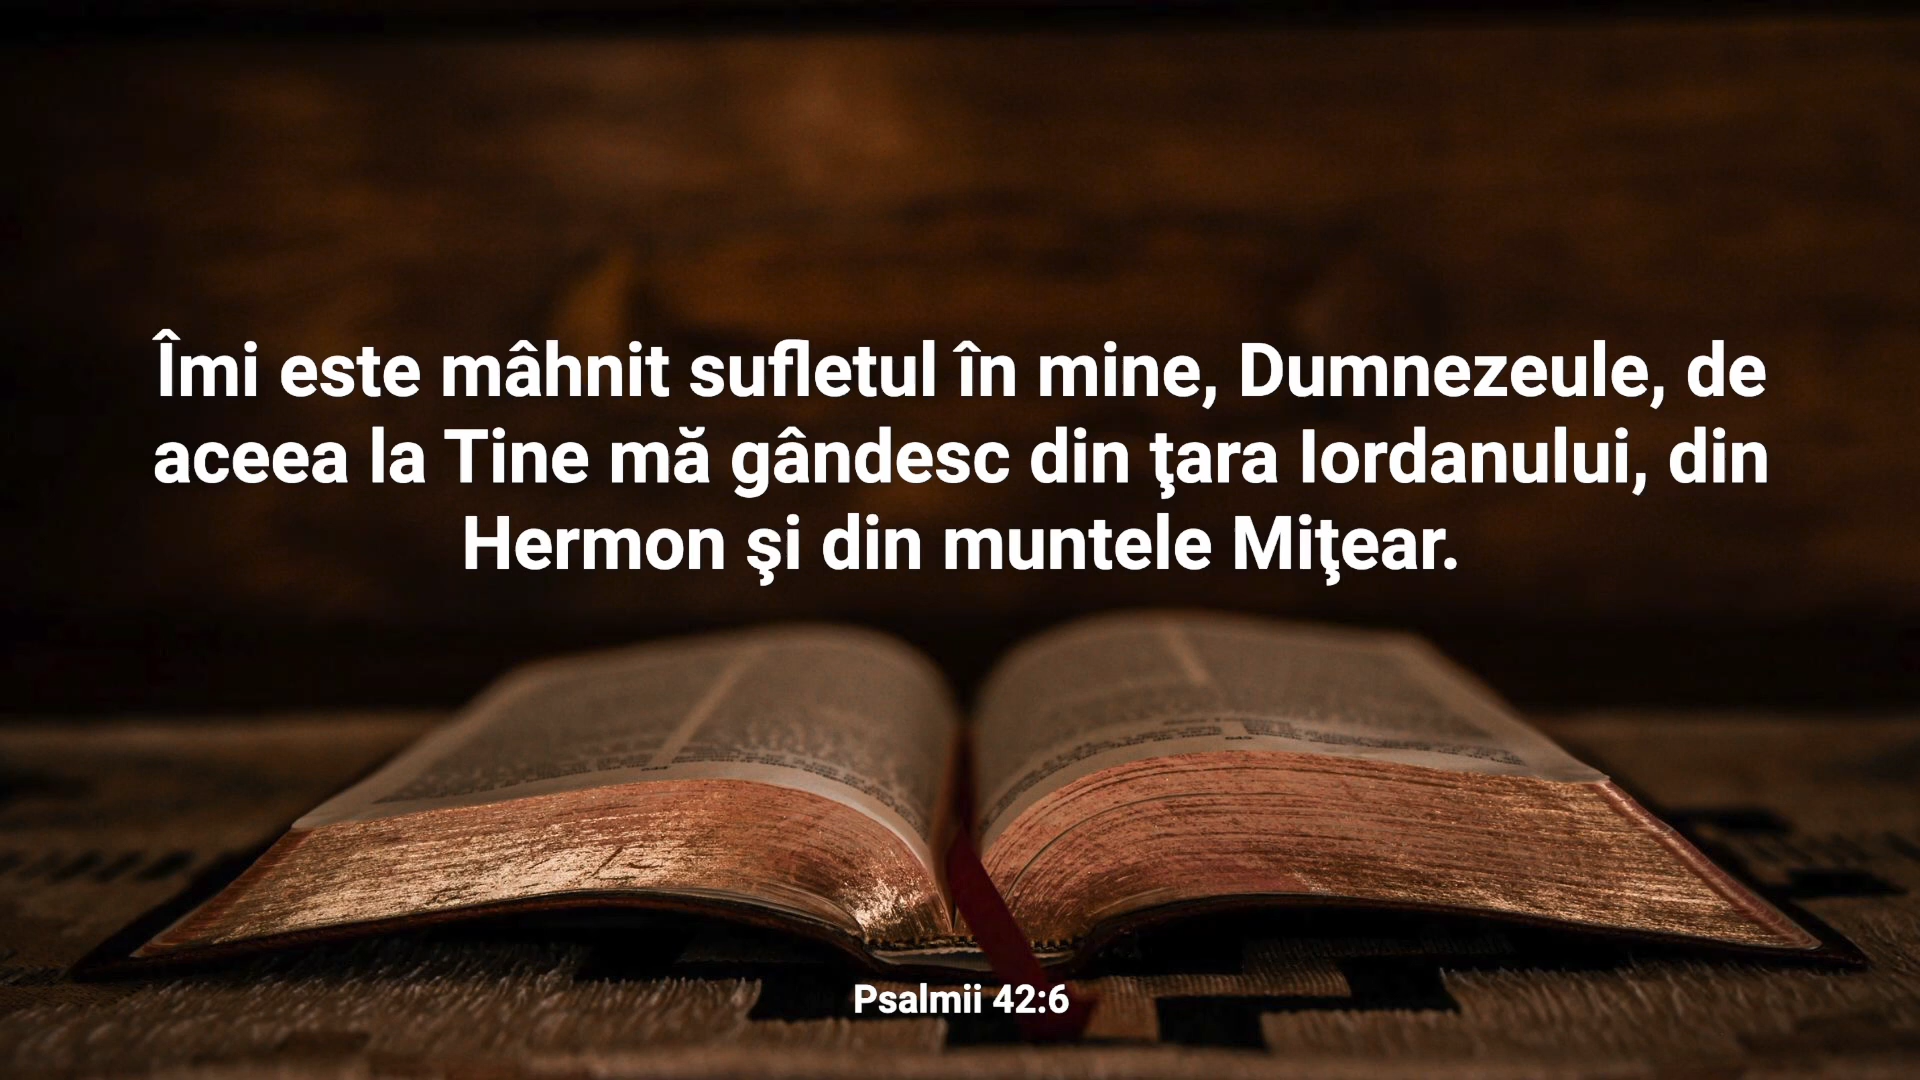 Îmi este mâhnit sufletul în mine, Dumnezeule, de
aceea la Tine mă gândesc din ţara Iordanului, din
Hermon şi din muntele Miţear.
Psalmii 42:6